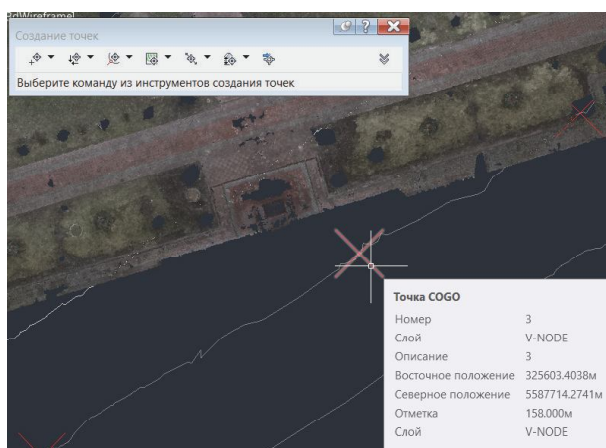 dWireframe]
Создание точек
Выберите команду из инструментов создания точек
Точка COGO
Номер 3
Слой V-NODE
Описание 3
Восточное положение 325603.4038м
Северное положение 5587714.2741м
Отметка 158.000м
Слой V-NODE